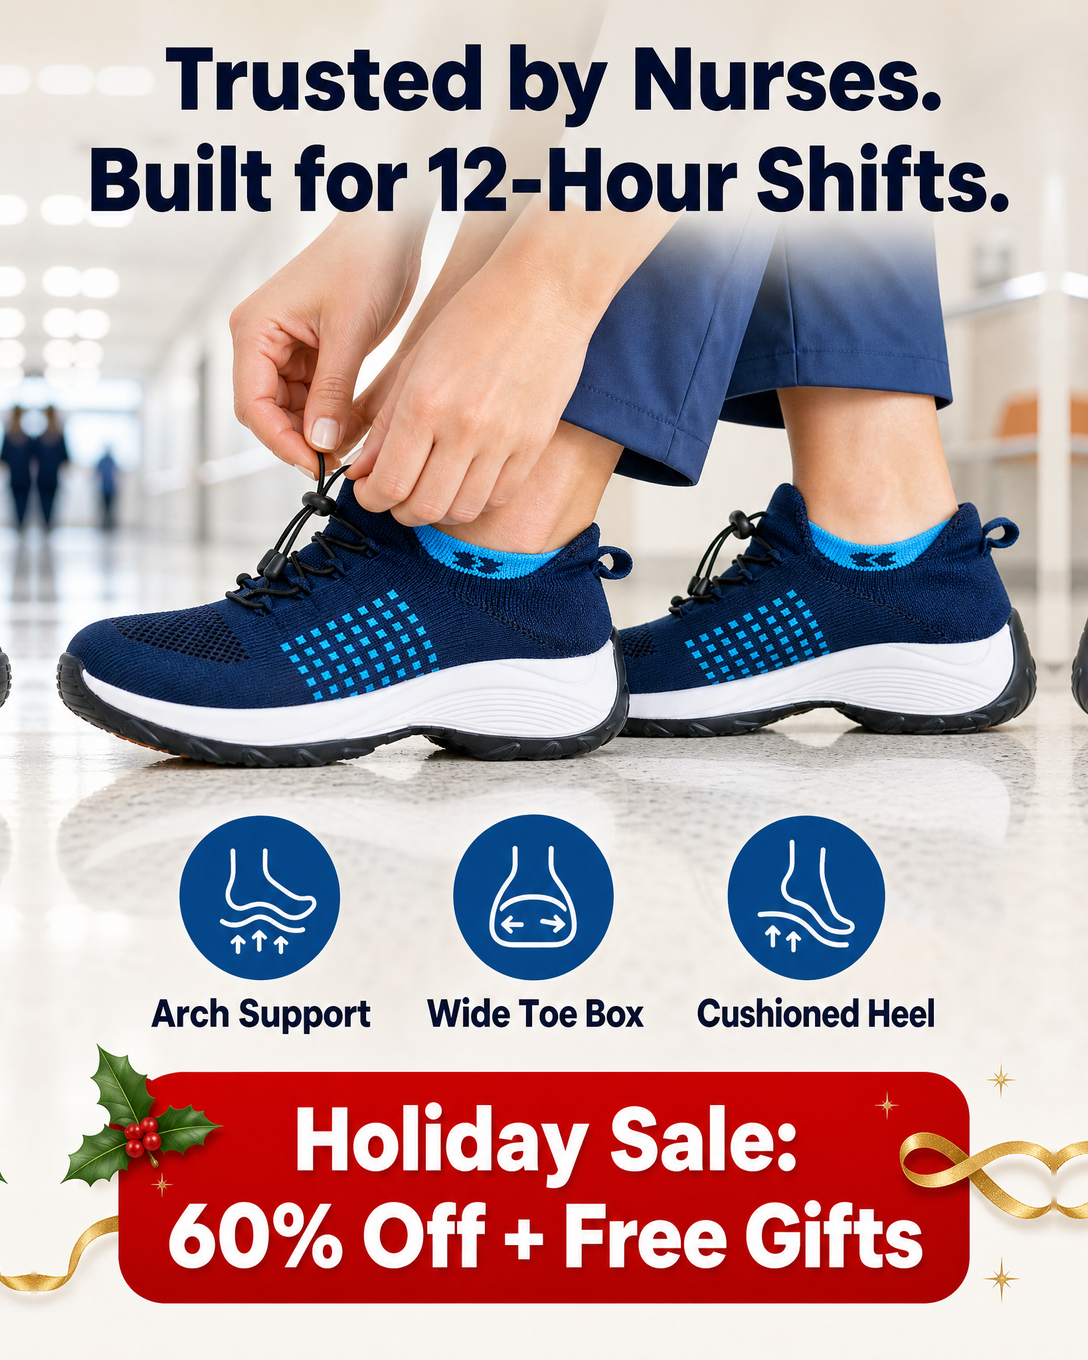 Trusted by Nurses.
Built for 12-Hour Shifts.
Arch Support
Wide Toe Box
Cushioned Heel
Holiday Sale:
60% Off + Free Gifts